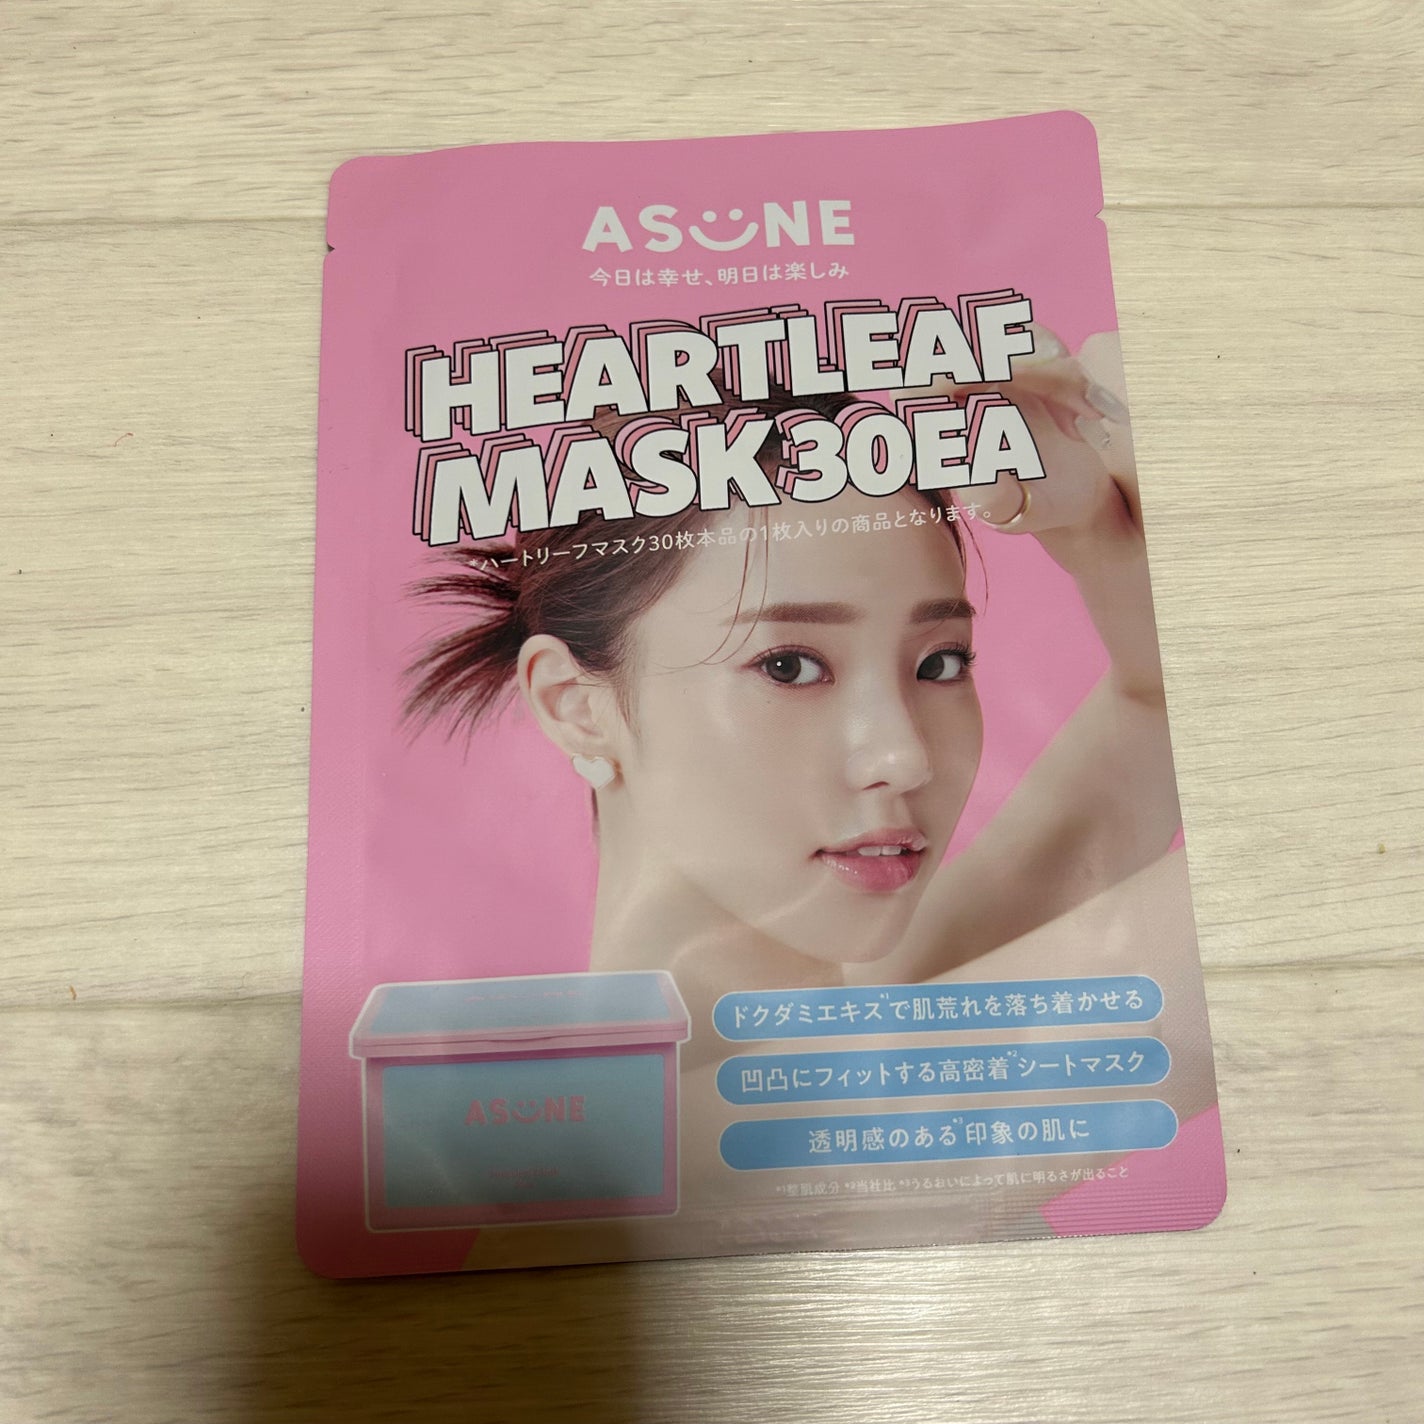 ASUNE
今日は幸せ、明日は楽しみ
HEARTLEAF
MASK 30EA
*ハートリーフマスク30枚本品の1枚入りの商品となります。
ASUNE
ドクダミエキス*1で肌荒れを落ち着かせる
凹凸にフィットする高密着*2シートマスク
透明感のある*3印象の肌に
*1整肌成分 *2当社比 *3うるおいによって肌に明るさが出ること